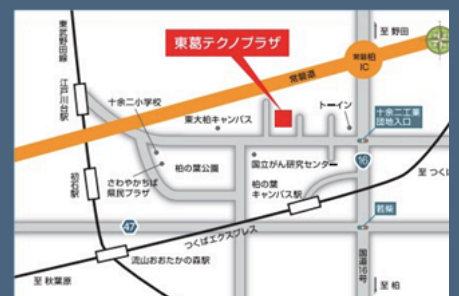 東武野田線
江戸川台駅
東葛テクノプラザ
至 野田
常磐柏
IC
常磐道
十余二小学校
東大柏キャンパス
トーイン
十余二工業
団地入口
さわやかちば
県民プラザ
柏の葉公園
国立がん研究センター
16
初石駅
柏の葉
キャンパス駅
至 つく
若柴
47
つくばエクスプレス
流山おおたかの森駅
国道16号
至 秋葉原
至 柏